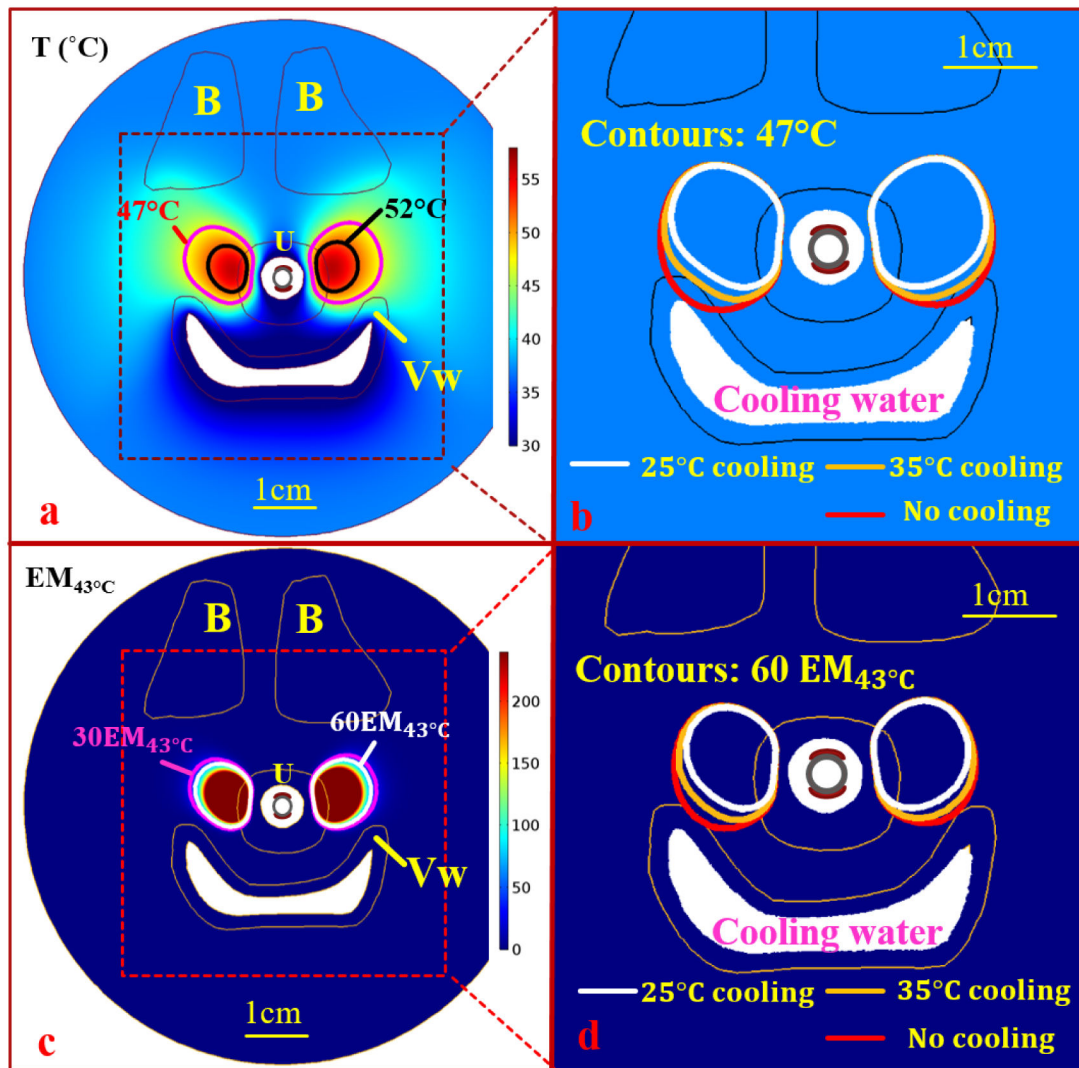 T (˚C)
B B
47°C
52°C
U
Vw
55
50
45
40
35
30
1cm
a
1cm
Contours: 47°C
Cooling water
25°C cooling 35°C cooling
b No cooling
EM43°C
B B
30EM43°C
60EM43°C
U
Vw
200
150
100
50
0
1cm
c
1cm
Contours: 60 EM43°C
Cooling water
25°C cooling 35°C cooling
d No cooling